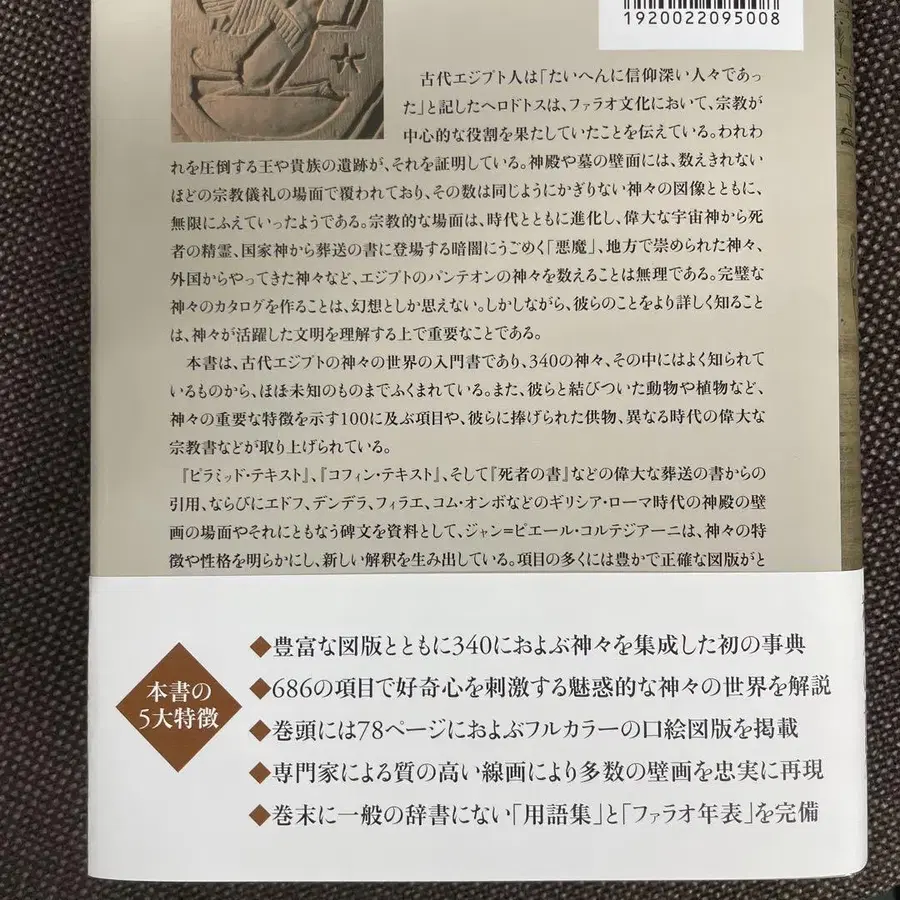 1920022095008
古代エジプト人は「たいへんに信仰深い人々であっ
た」と記したヘロドトスは、ファラオ文化において、宗教が
中心的な役割を果たしていたことを伝えている。われわ
れを圧倒する王や貴族の遺跡が、それを証明している。神殿や墓の壁面には、数えきれない
ほどの宗教儀礼の場面で覆われており、その数は同じようにかぎりない神々の図像とともに、
無限にふえていったようである。宗教的な場面は、時代とともに進化し、偉大な宇宙神から死
者の精霊、国家神から葬送の書に登場する暗闇にうごめく「悪魔」、地方で崇められた神々、
外国からやってきた神々など、エジプトのパンテオンの神々を数えることは無理である。完璧な
神々のカタログを作ることは、幻想としか思えない。しかしながら、彼らのことをより詳しく知ること
は、神々が活躍した文明を理解する上で重要なことである。
本書は、古代エジプトの神々の世界の入門書であり、340の神々、その中にはよく知られて
いるものから、ほぼ未知のものまでふくまれている。また、彼らと結びついた動物や植物など、
神々の重要な特徴を示す100に及ぶ項目や、彼らに捧げられた供物、異なる時代の偉大な
宗教書などが取り上げられている。
『ピラミッド・テキスト』、『コフィン・テキスト』、そして『死者の書』などの偉大な葬送の書からの
引用、ならびにエドフ、デンデラ、フィラエ、コム・オンボなどのギリシア・ローマ時代の神殿の壁
画の場面やそれにともなう碑文を資料として、ジャン=ピエール・コルテジアーニは、神々の特
徴や性格を明らかにし、新しい解釈を生み出している。項目の多くには豊かで正確な図版がと
本書の
5大特徴
◆豊富な図版とともに340におよぶ神々を集成した初の事典
◆686の項目で好奇心を刺激する魅惑的な神々の世界を解説
◆巻頭には78ページにおよぶフルカラーの口絵図版を掲載
◆専門家による質の高い線画により多数の壁画を忠実に再現
◆巻末に一般の辞書にない「用語集」と「ファラオ年表」を完備